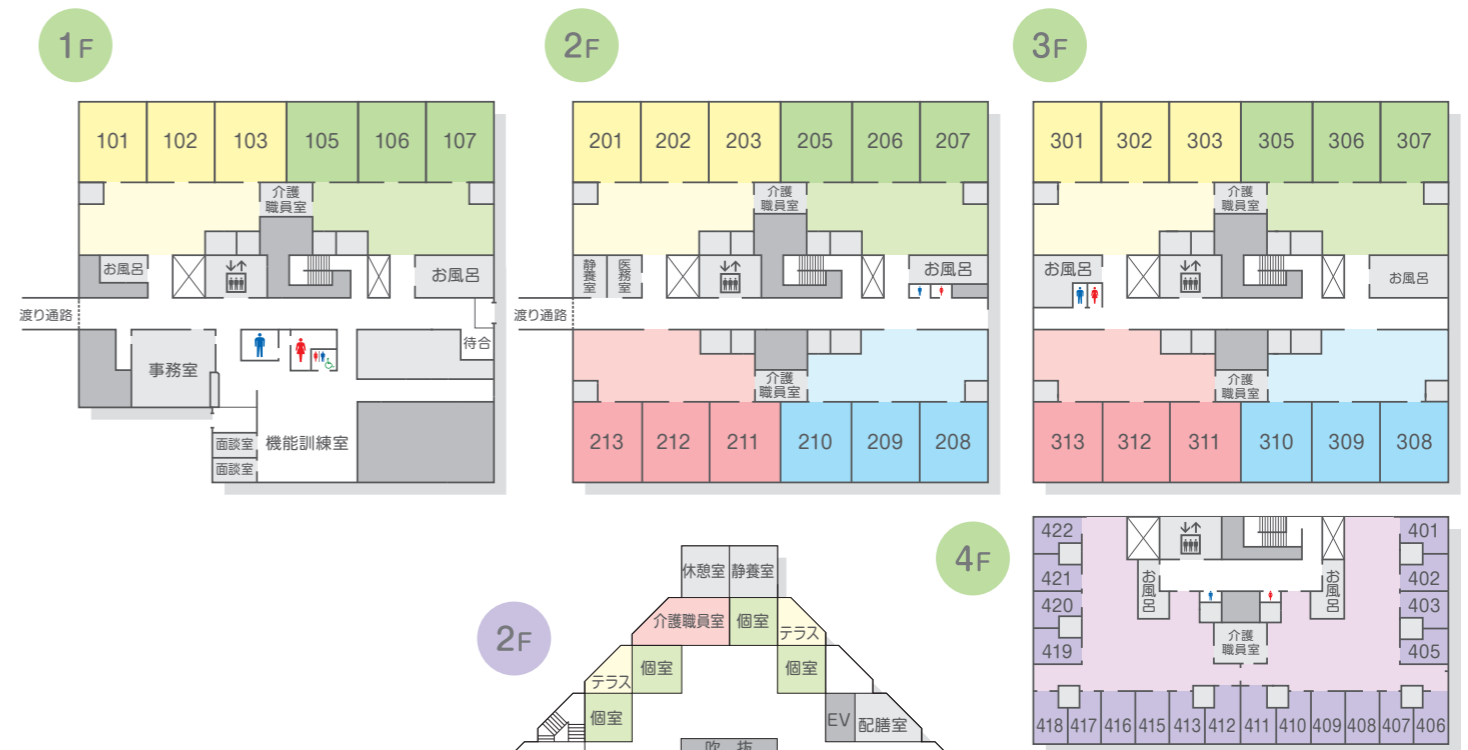 1F
101 102 103 105 106 107
介護
職員室
お風呂
お風呂
渡り通路
待合
事務室
面談室
機能訓練室
面談室
2F
201 202 203 205 206 207
介護
職員室
静養室
医務室
お風呂
渡り通路
介護
職員室
213 212 211 210 209 208
3F
301 302 303 305 306 307
介護
職員室
お風呂
お風呂
介護
職員室
313 312 311 310 309 308
4F
422 401
421 402
420 403
419 405
お風呂
お風呂
介護
職員室
418 417 416 415 413 412 411 410 409 408 407 406
2F
休憩室 静養室
介護職員室 個室
テラス
個室 個室
テラス
個室
EV 配膳室
吹 抜